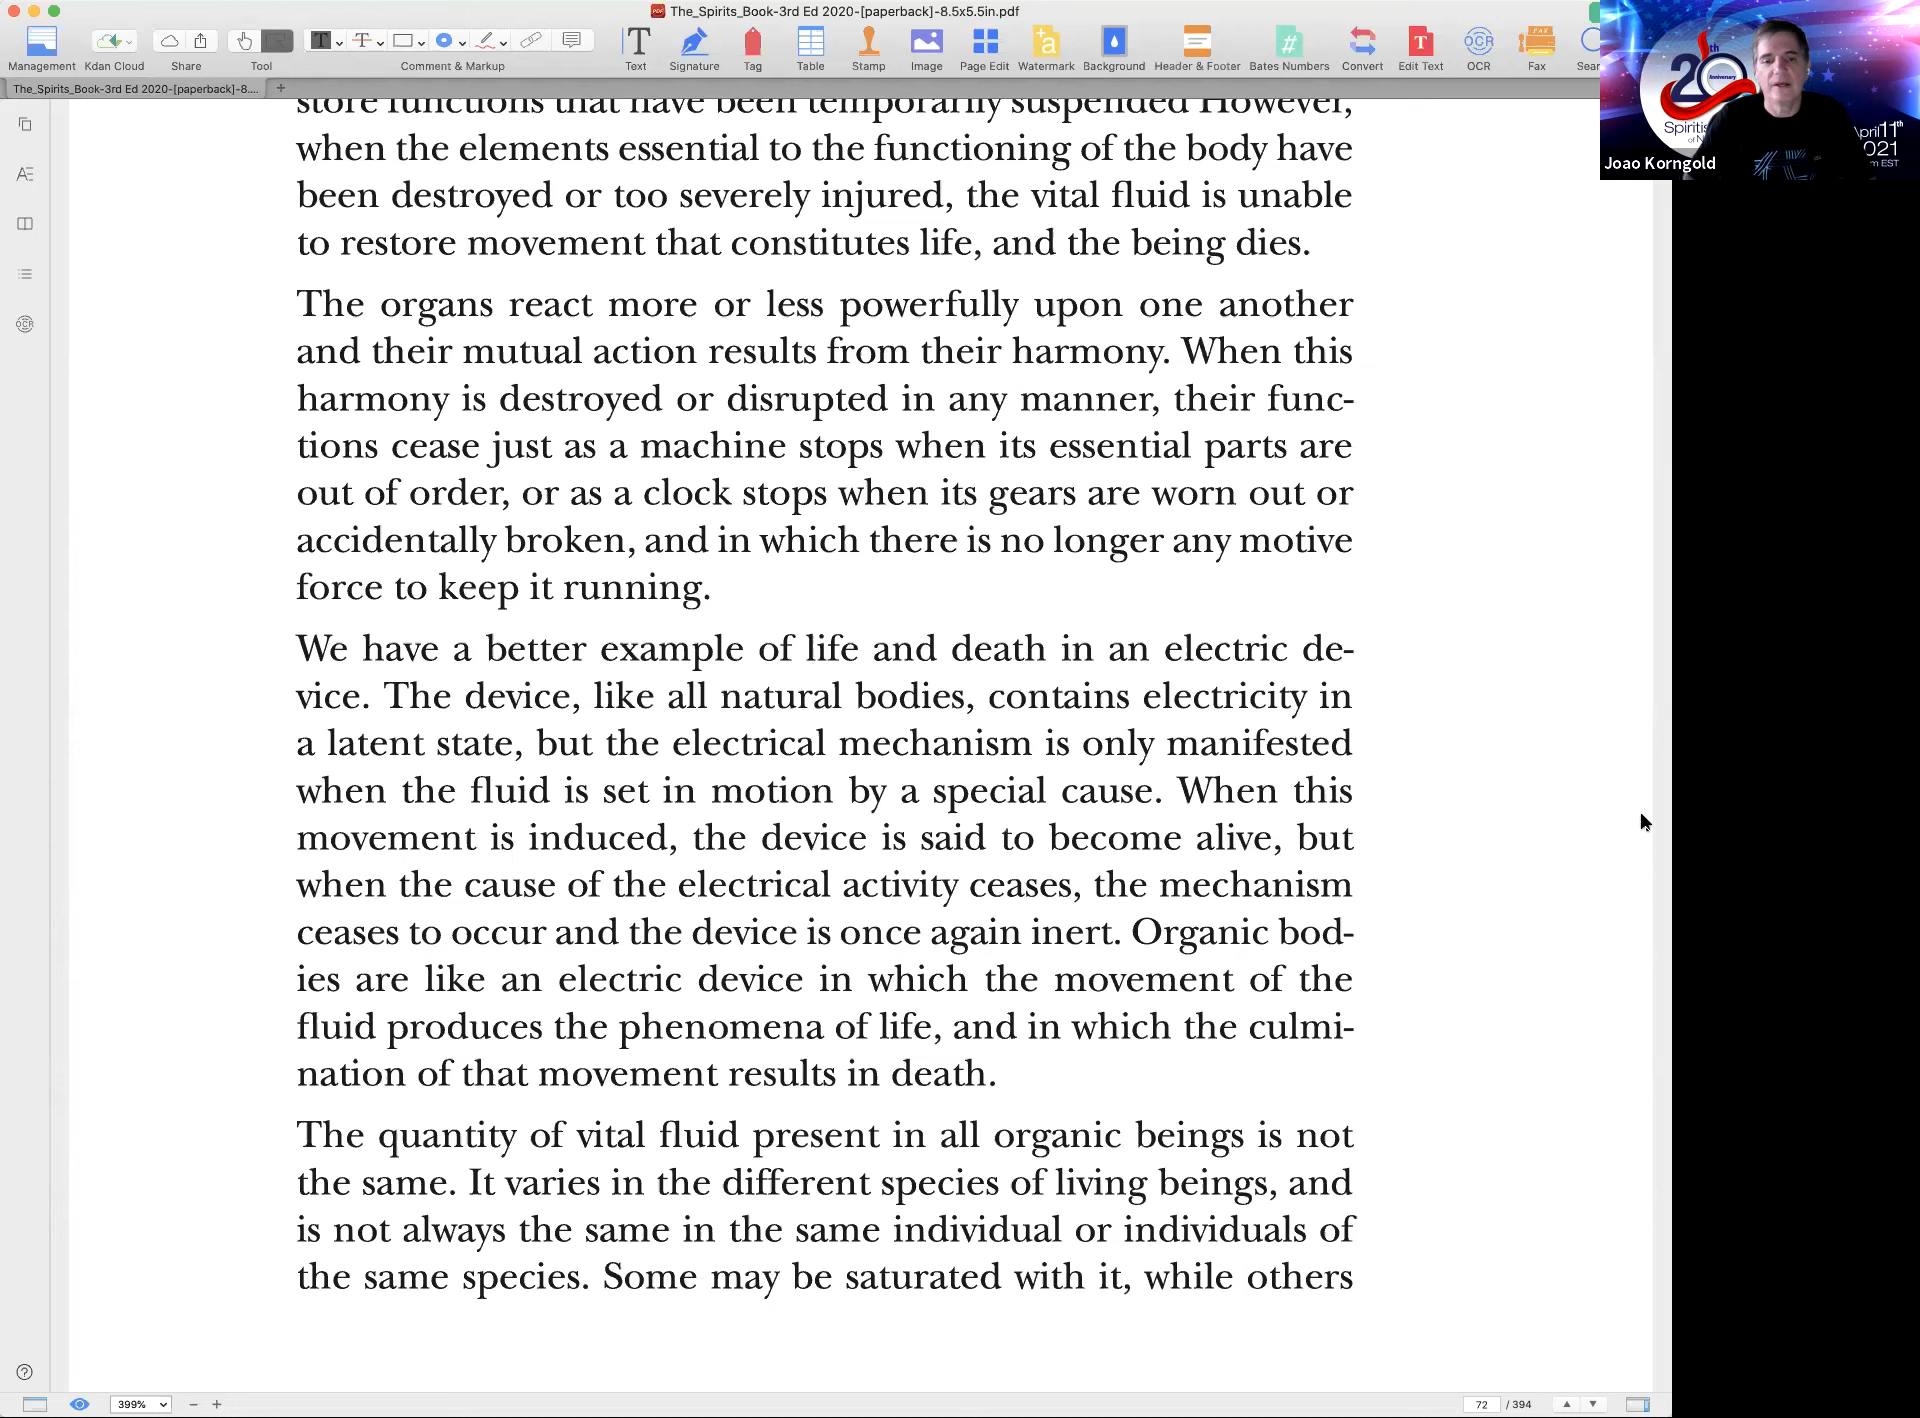 The_Spirits_Book-3rd Ed 2020-[paperback]-8.5x5.5in.pdf
Management Kdan Cloud Share Tool Comment & Markup Text Signature Tag Table Stamp Image Page Edit Watermark Background Header & Footer Bates Numbers Convert Edit Text OCR Fax
The_Spirits_Book-3rd Ed 2020-[paperback]-8....
store functions that have been temporarily suspended However,
when the elements essential to the functioning of the body have
been destroyed or too severely injured, the vital fluid is unable
to restore movement that constitutes life, and the being dies.
The organs react more or less powerfully upon one another
and their mutual action results from their harmony. When this
harmony is destroyed or disrupted in any manner, their func-
tions cease just as a machine stops when its essential parts are
out of order, or as a clock stops when its gears are worn out or
accidentally broken, and in which there is no longer any motive
force to keep it running.
We have a better example of life and death in an electric de-
vice. The device, like all natural bodies, contains electricity in
a latent state, but the electrical mechanism is only manifested
when the fluid is set in motion by a special cause. When this
movement is induced, the device is said to become alive, but
when the cause of the electrical activity ceases, the mechanism
ceases to occur and the device is once again inert. Organic bod-
ies are like an electric device in which the movement of the
fluid produces the phenomena of life, and in which the culmi-
nation of that movement results in death.
The quantity of vital fluid present in all organic beings is not
the same. It varies in the different species of living beings, and
is not always the same in the same individual or individuals of
the same species. Some may be saturated with it, while others
399%
72 / 394
20th
Anniversary
Joao Korngold